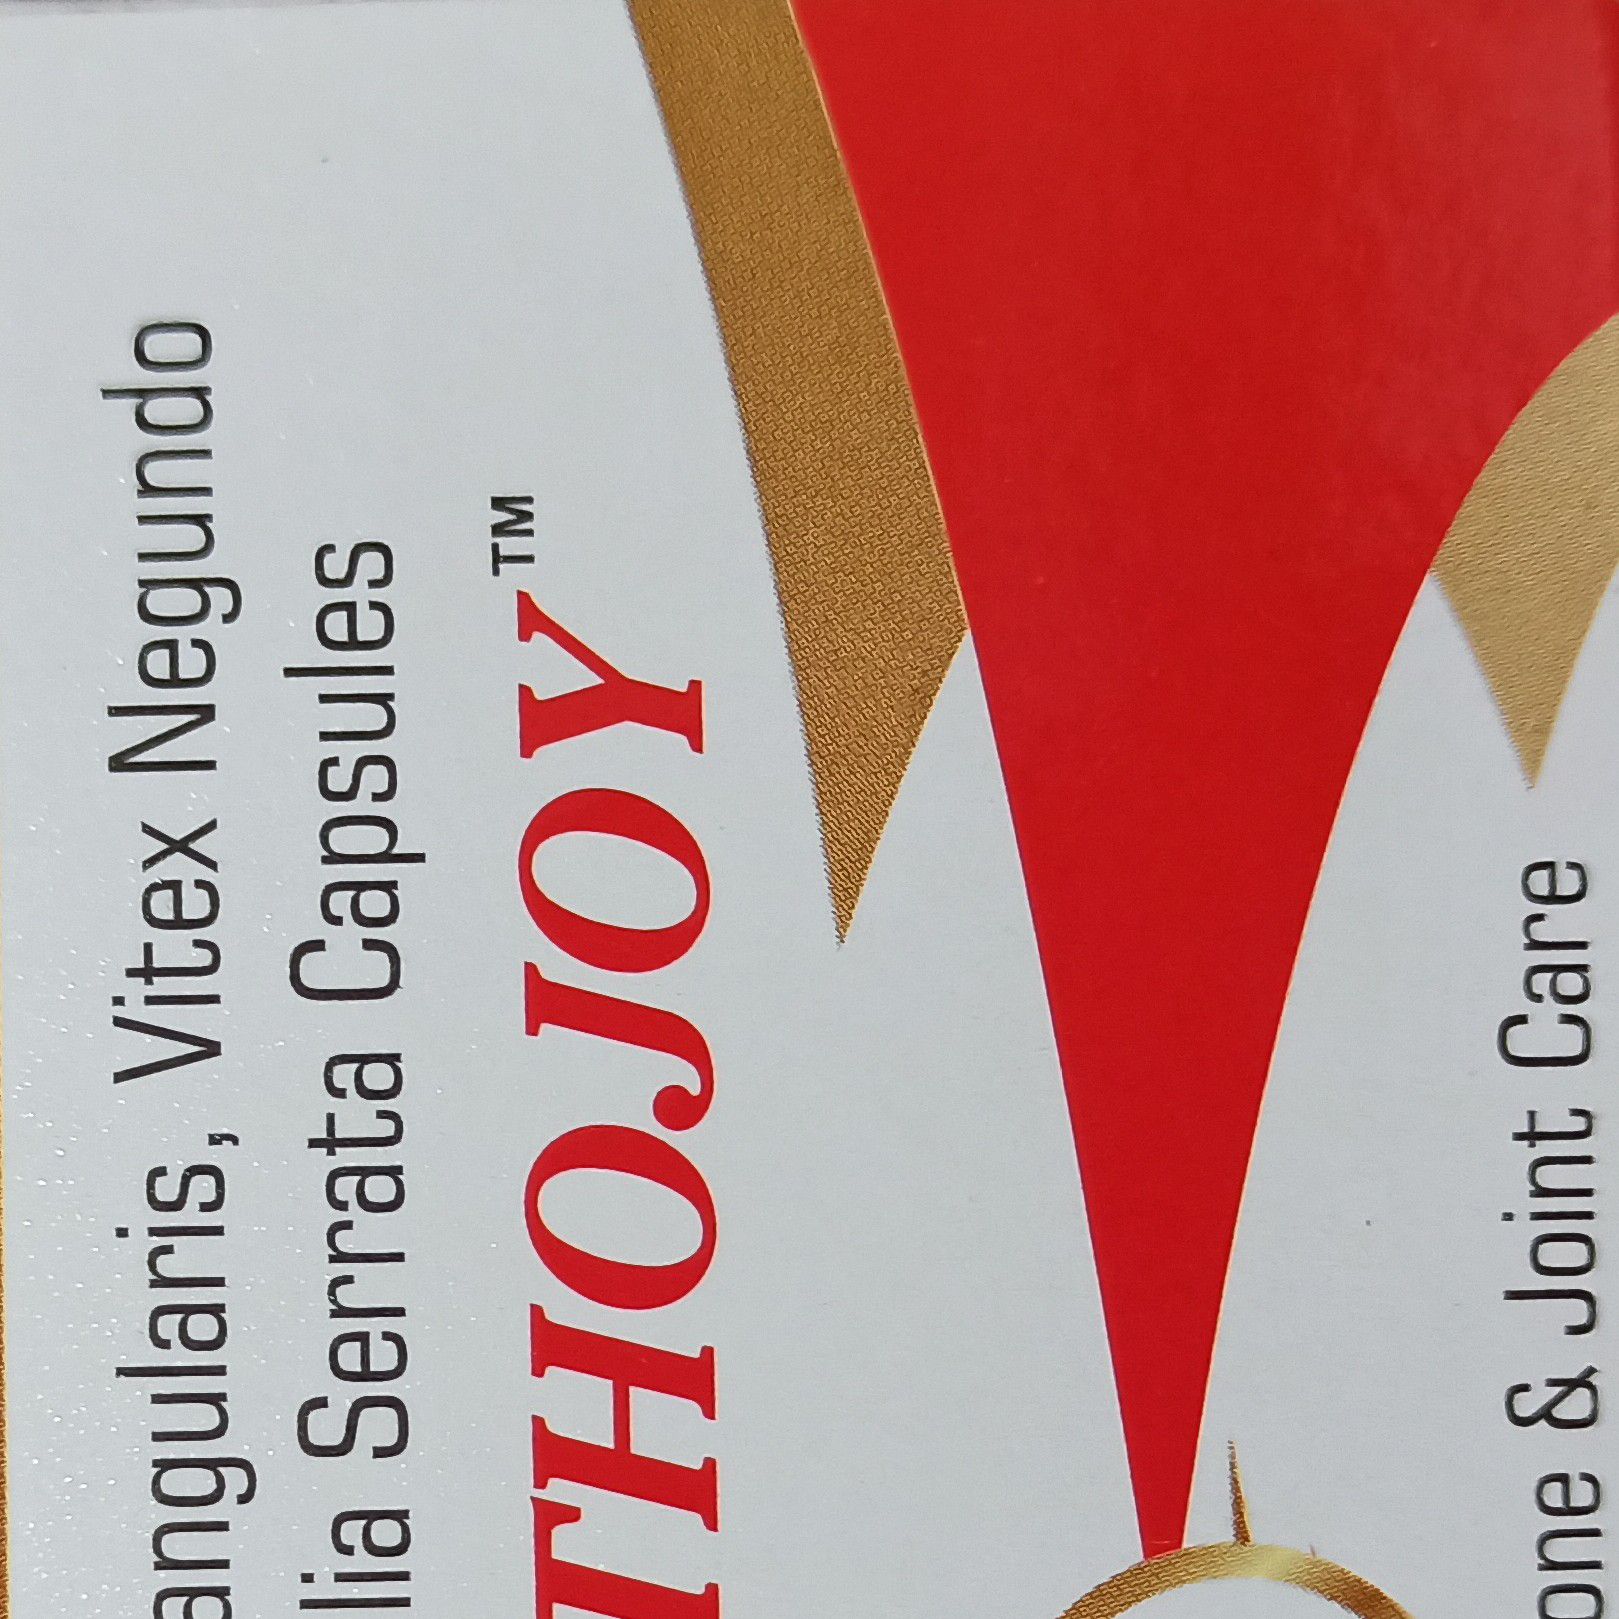 angularis, Vitex Negundo
lia Serrata Capsules
THOJOY™
one & Joint Care